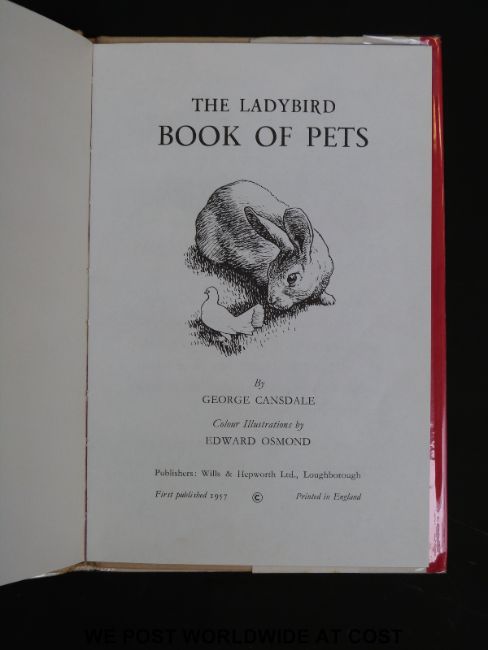 THE LADYBIRD
BOOK OF PETS
By
GEORGE CANSDALE
Colour Illustrations by
EDWARD OSMOND
Publishers: Wills & Hepworth Ltd., Loughborough
First published 1957 © Printed in England
WE POST WORLDWIDE AT COST